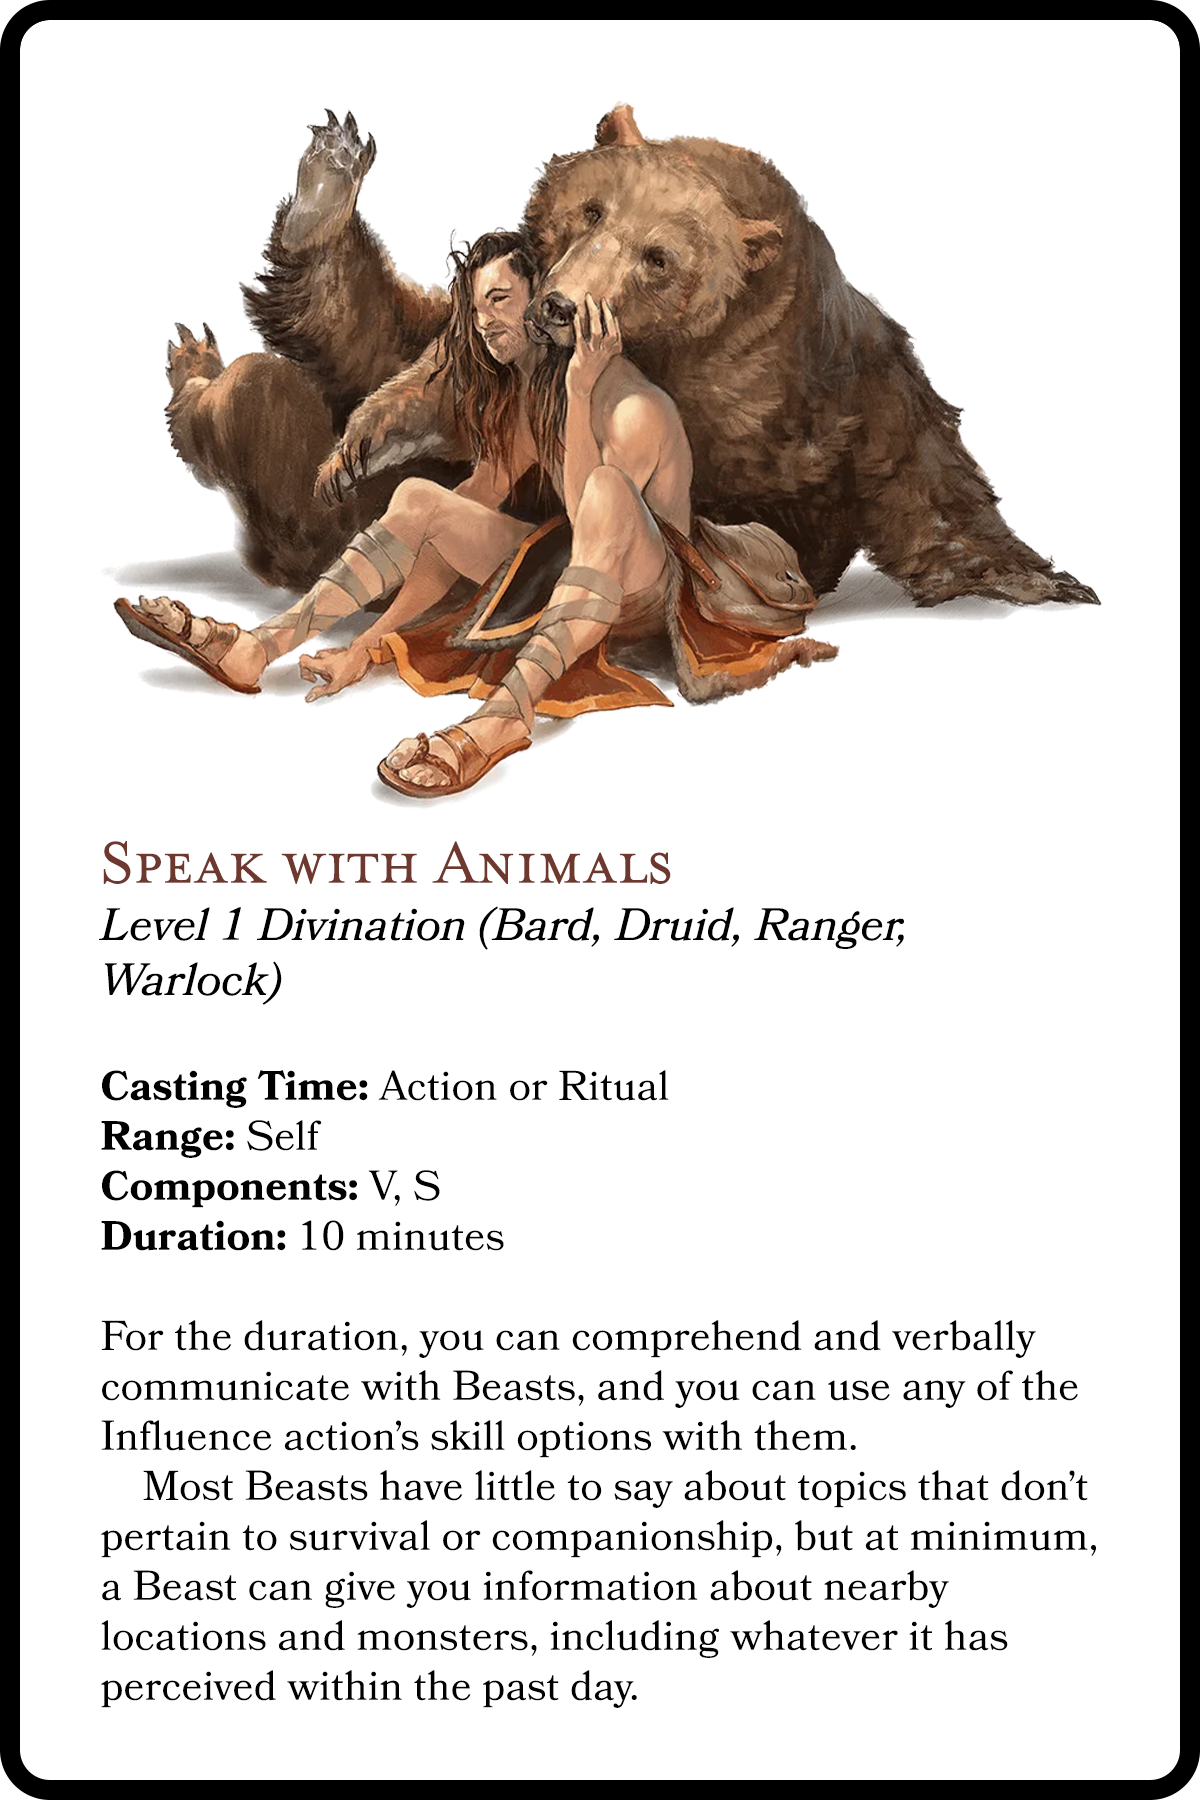 Speak with Animals
Level 1 Divination (Bard, Druid, Ranger,
Warlock)
Casting Time: Action or Ritual
Range: Self
Components: V, S
Duration: 10 minutes
For the duration, you can comprehend and verbally
communicate with Beasts, and you can use any of the
Influence action’s skill options with them.
Most Beasts have little to say about topics that don’t
pertain to survival or companionship, but at minimum,
a Beast can give you information about nearby
locations and monsters, including whatever it has
perceived within the past day.